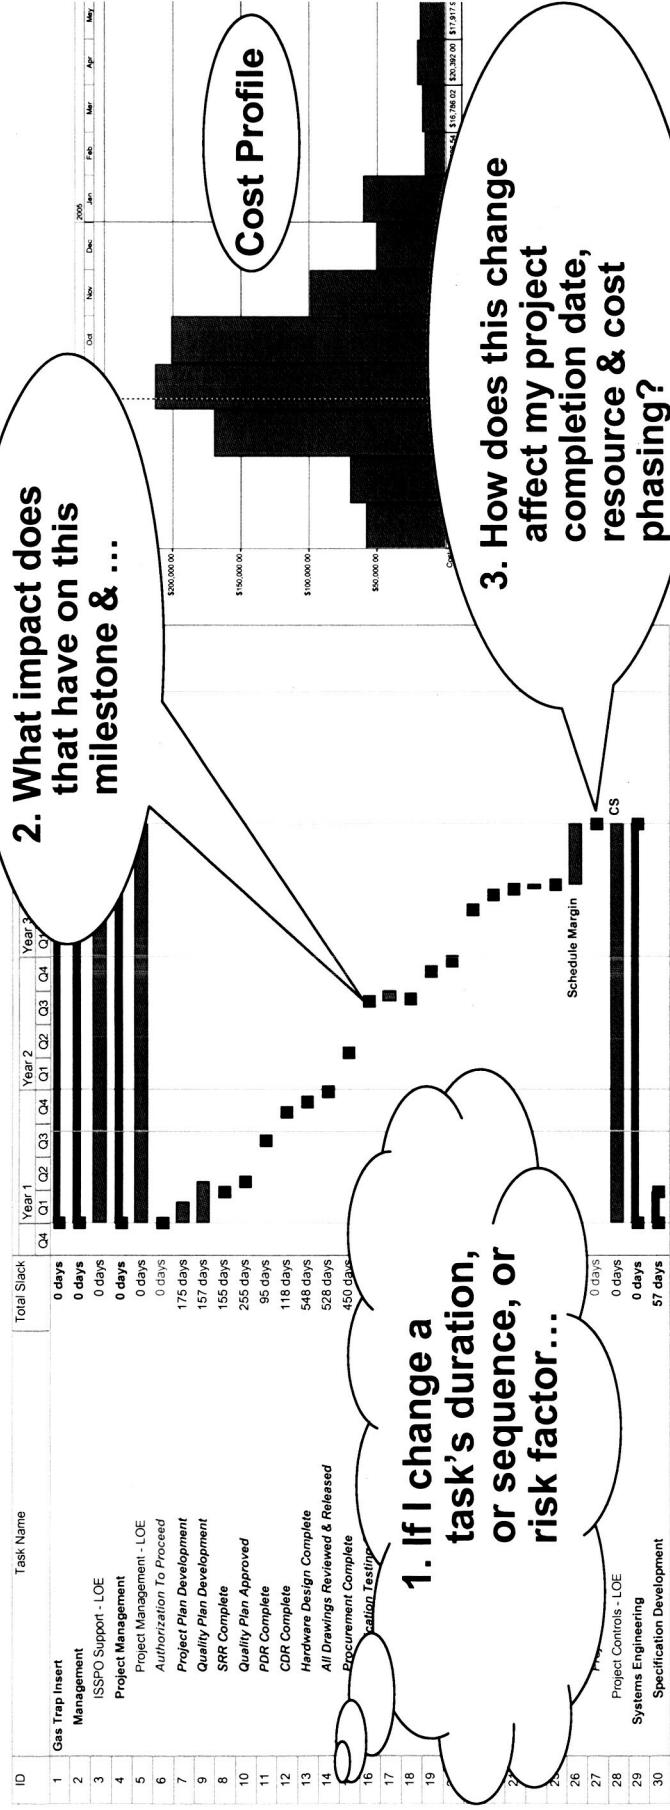 ID
Task Name
Total Slack
Q4
Year 1
Q1
Q2
Q3
Q4
Year 2
Q1
Q2
Q3
Q4
Year 3
1 Gas Trap Insert 0 days
2 Management 0 days
3 ISSPO Support - LOE 0 days
4 Project Management 0 days
5 Project Management - LOE 0 days
6 Authorization To Proceed 0 days
7 Project Plan Development 175 days
9 Quality Plan Development 157 days
8 SRR Complete 155 days
10 Quality Plan Approved 255 days
11 PDR Complete 95 days
12 CDR Complete 118 days
13 Hardware Design Complete 548 days
14 All Drawings Reviewed & Released 528 days
Procurement Complete 450 days
16 Testing
17
18
19
25
26 Schedule Margin
27 0 days
28 Project Controls - LOE 0 days CS
29 Systems Engineering 0 days
30 Specification Development 57 days
1. If I change a
task's duration,
or sequence, or
risk factor...
2. What impact does
that have on this
milestone & ...
3. How does this change
affect my project
completion date,
resource & cost
phasing?
Cost Profile
2005
Oct
Nov
Dec
Jan
Feb
Mar
Apr
May
$200,000.00
$150,000.00
$100,000.00
$50,000.00
$16,786.02
$20,392.00